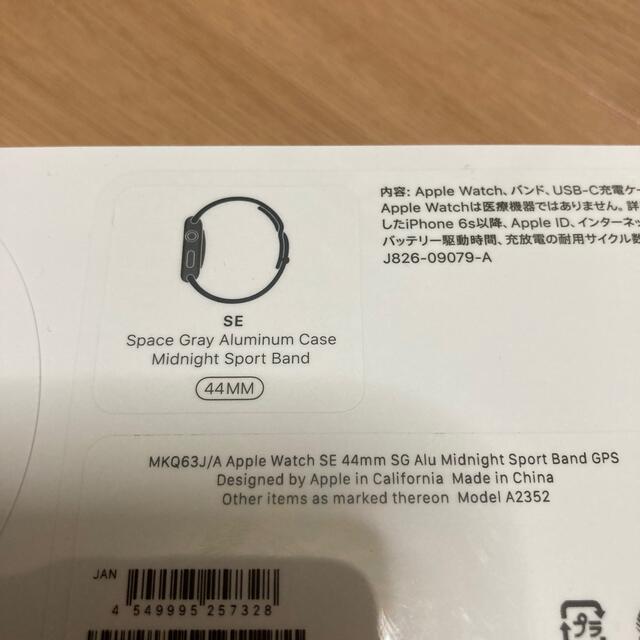 内容: Apple Watch、バンド、USB-C充電ケー
Apple Watchは医療機器ではありません。詳
したiPhone 6s以降、Apple ID、インターネッ
バッテリー駆動時間、充放電の耐用サイクル数
J826-09079-A
SE
Space Gray Aluminum Case
Midnight Sport Band
44MM
MKQ63J/A Apple Watch SE 44mm SG Alu Midnight Sport Band GPS
Designed by Apple in California Made in China
Other items as marked thereon Model A2352
JAN
4 549995 257328
プラ